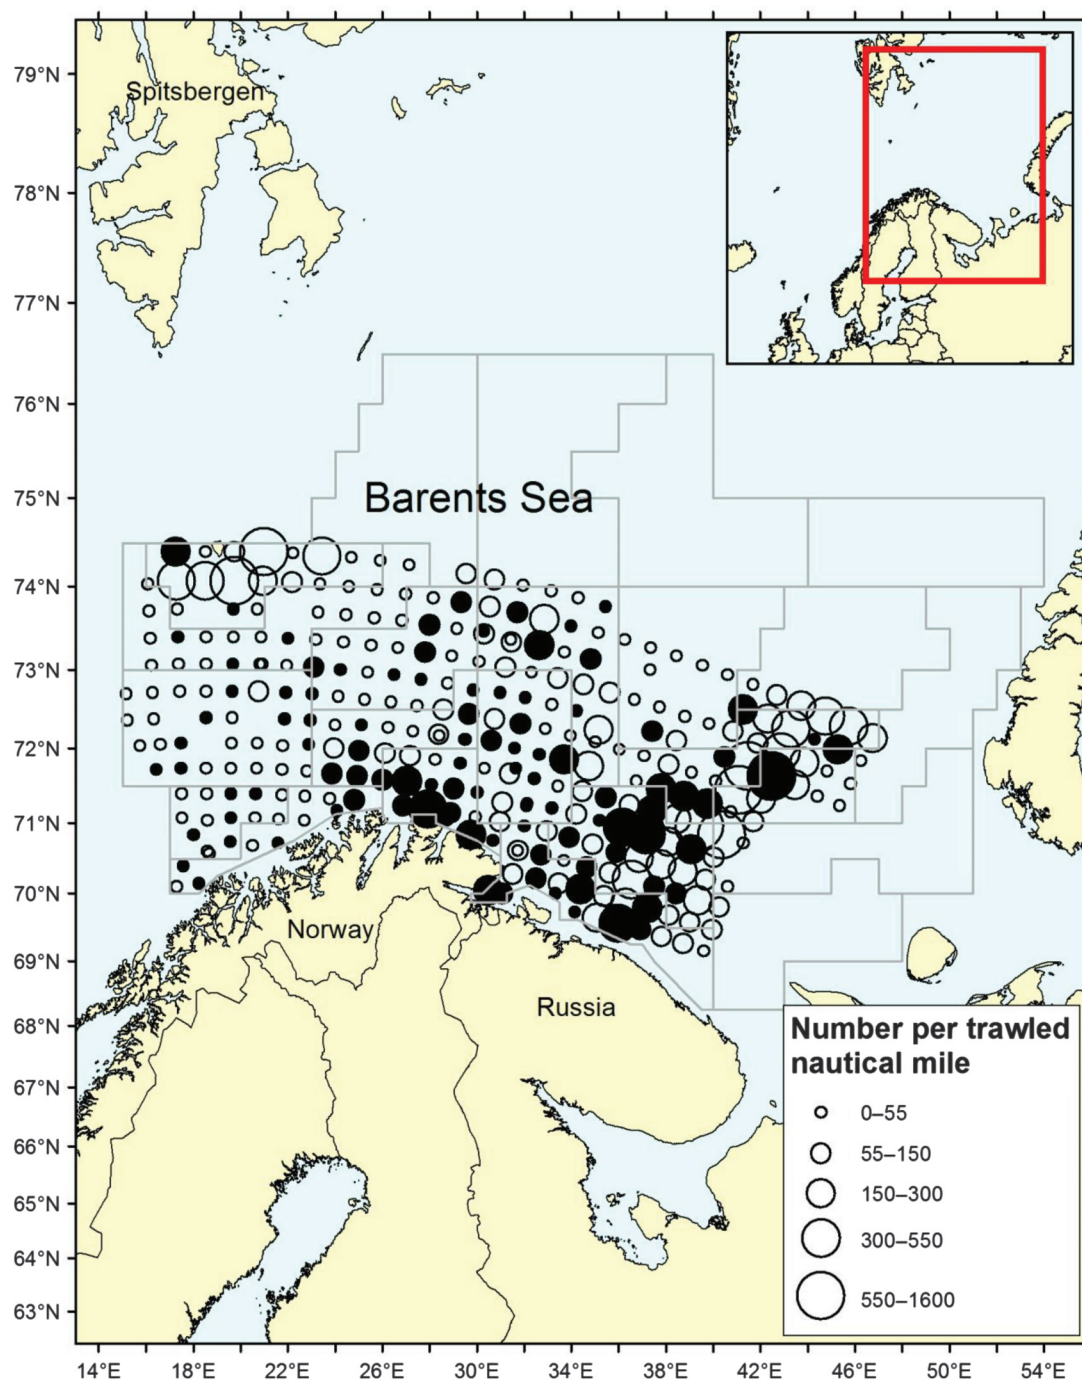 79°N
78°N
77°N
76°N
75°N
74°N
73°N
72°N
71°N
70°N
69°N
68°N
67°N
66°N
65°N
64°N
63°N
Spitsbergen
Barents Sea
Norway
Russia
Number per trawled
nautical mile
0–55
55–150
150–300
300–550
550–1600
14°E 18°E 22°E 26°E 30°E 34°E 38°E 42°E 46°E 50°E 54°E